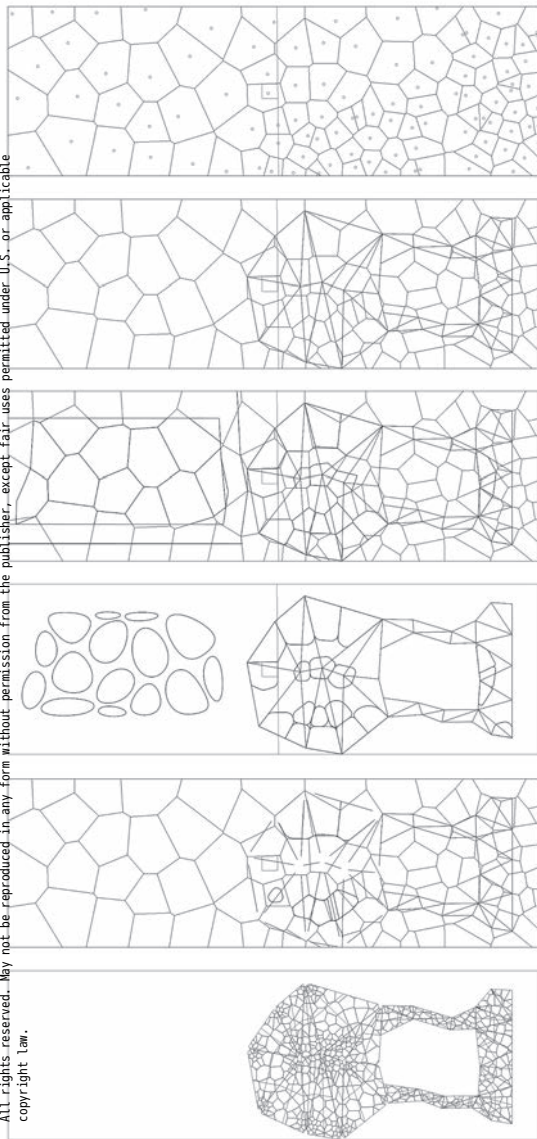 All rights reserved. May not be reproduced in any form without permission from the publisher, except fair uses permitted under U.S. or applicable
copyright law.